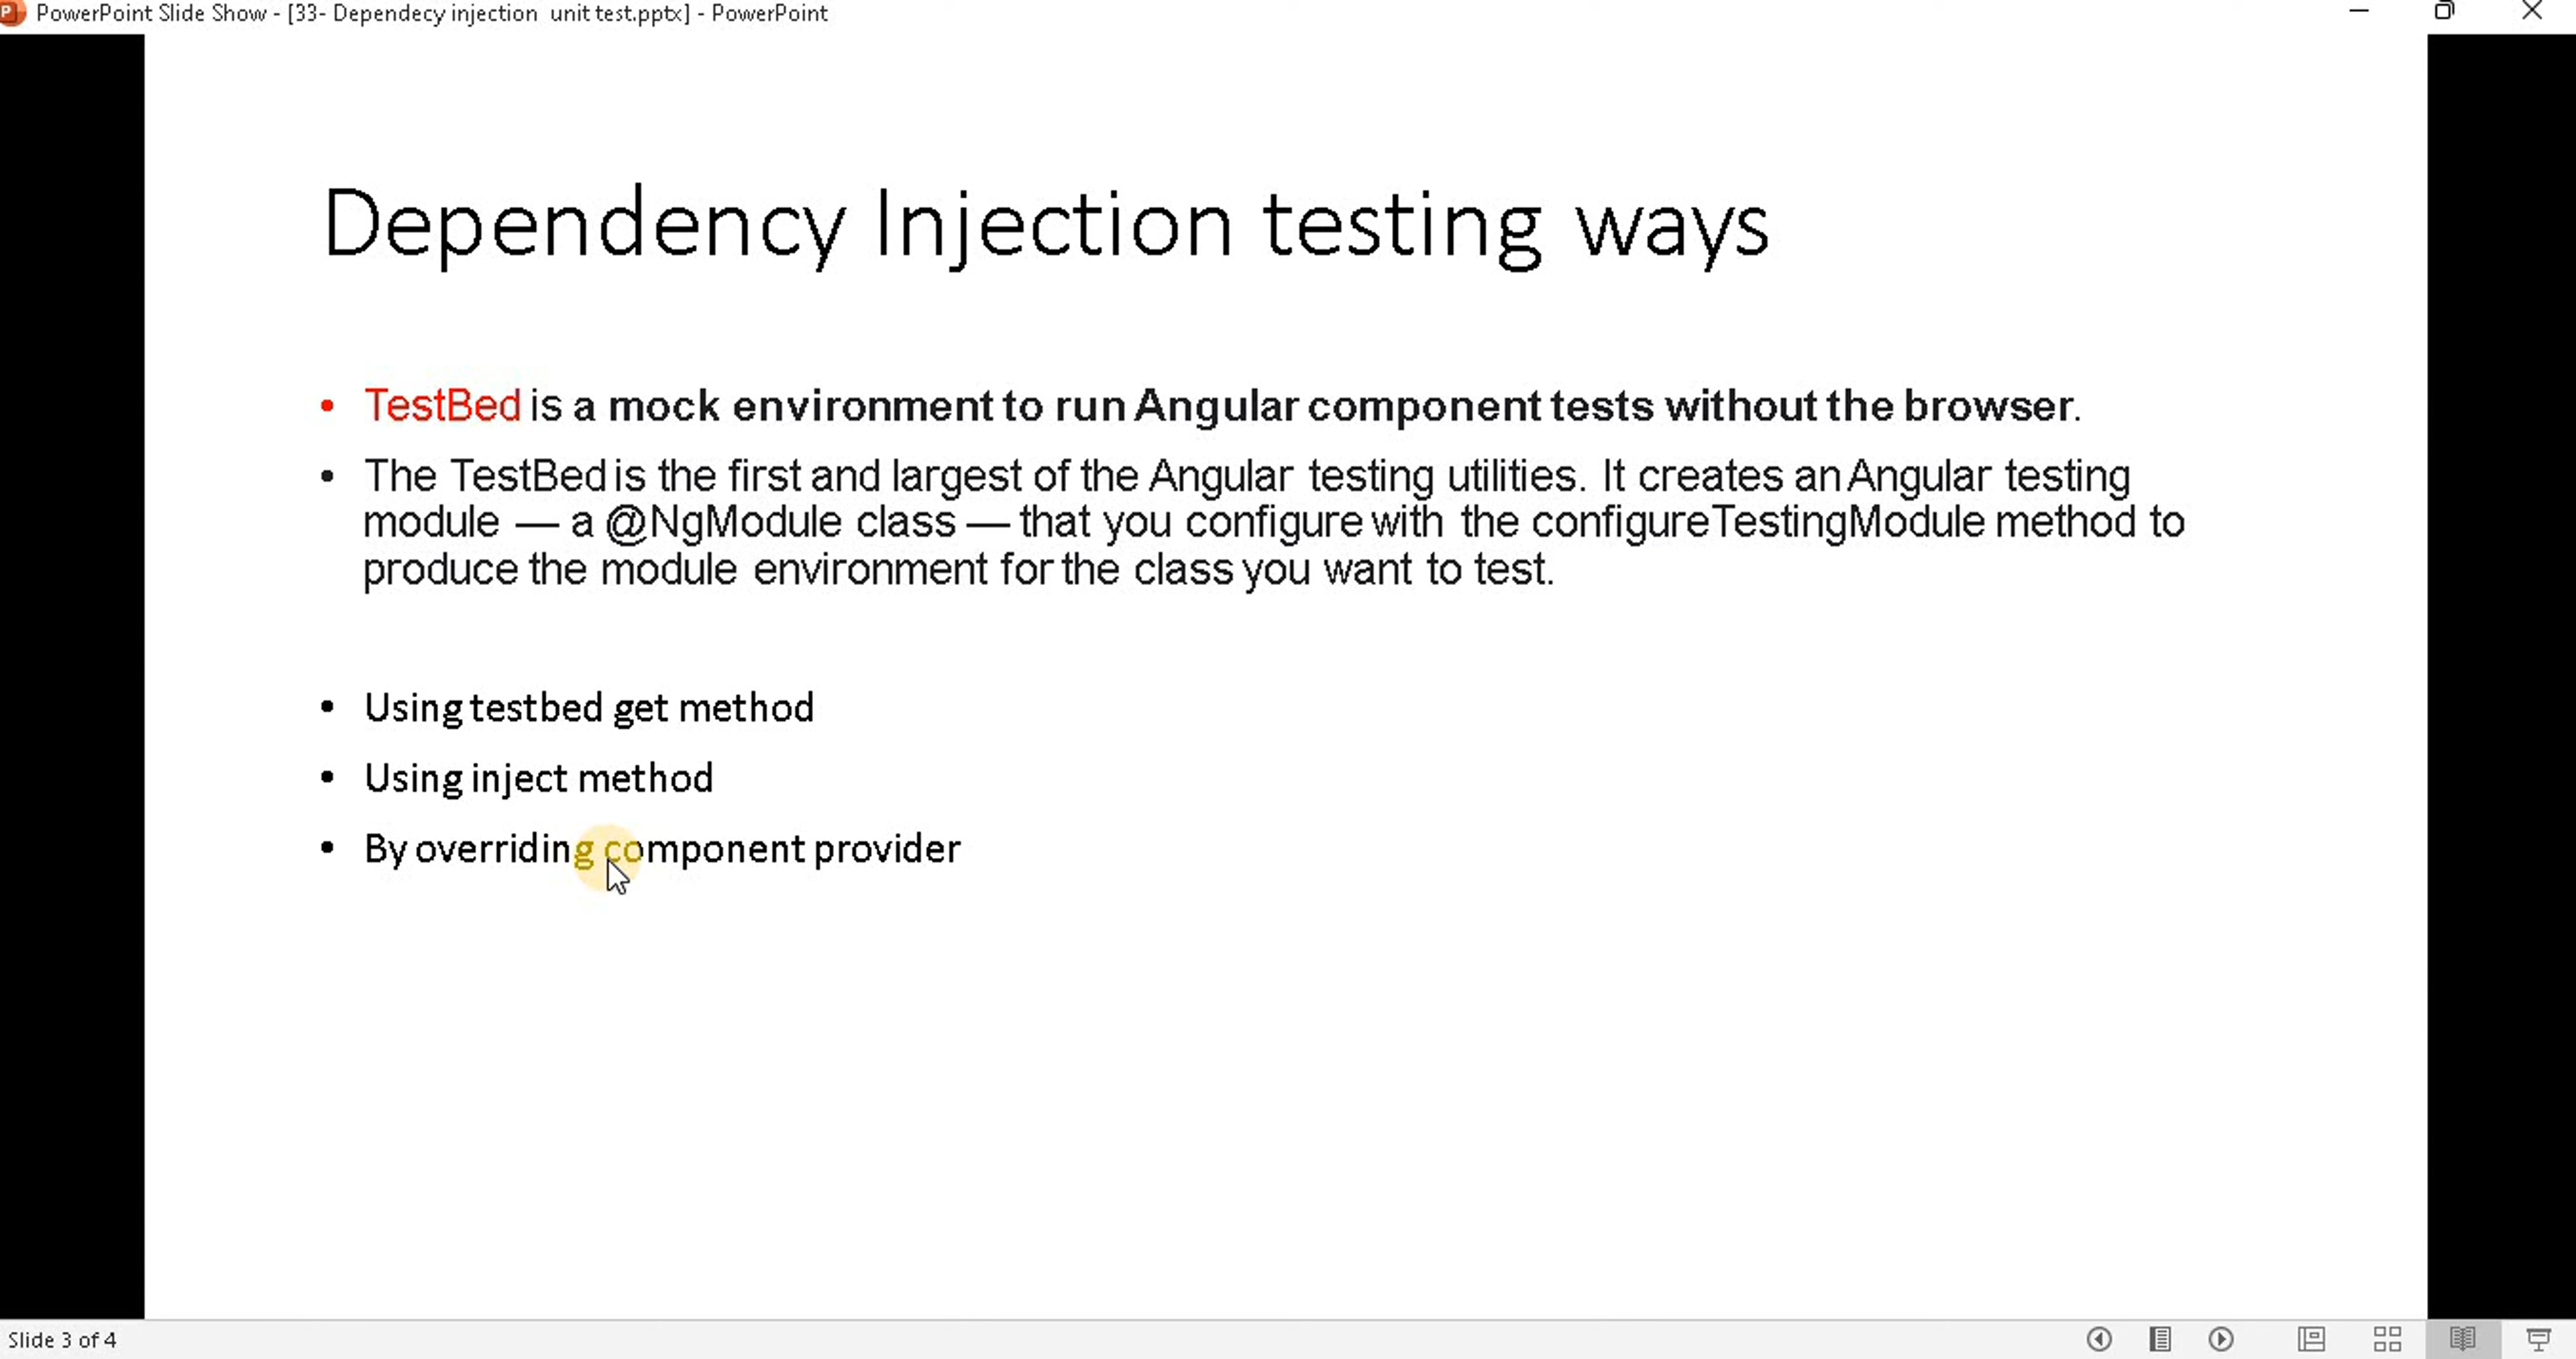 PowerPoint Slide Show - [33- Dependecy injection unit test.pptx] - PowerPoint
Dependency Injection testing ways
• TestBed is a mock environment to run Angular component tests without the browser.
• The TestBed is the first and largest of the Angular testing utilities. It creates an Angular testing
module — a @NgModule class — that you configure with the configureTestingModule method to
produce the module environment for the class you want to test.
• Using testbed get method
• Using inject method
• By overriding component provider
Slide 3 of 4